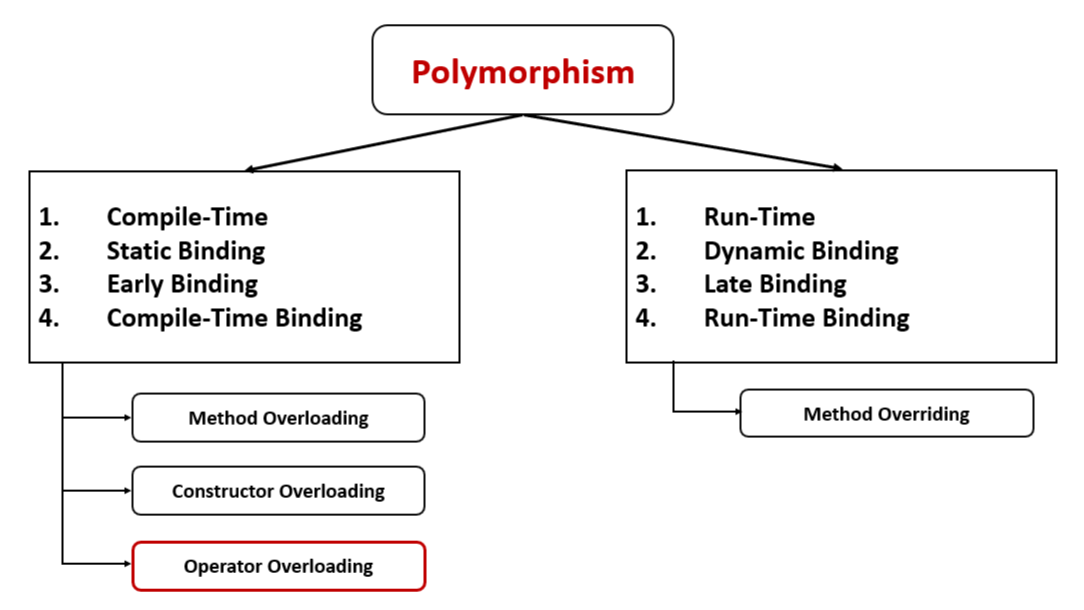 Polymorphism
1. Compile-Time
2. Static Binding
3. Early Binding
4. Compile-Time Binding
Method Overloading
Constructor Overloading
Operator Overloading
1. Run-Time
2. Dynamic Binding
3. Late Binding
4. Run-Time Binding
Method Overriding